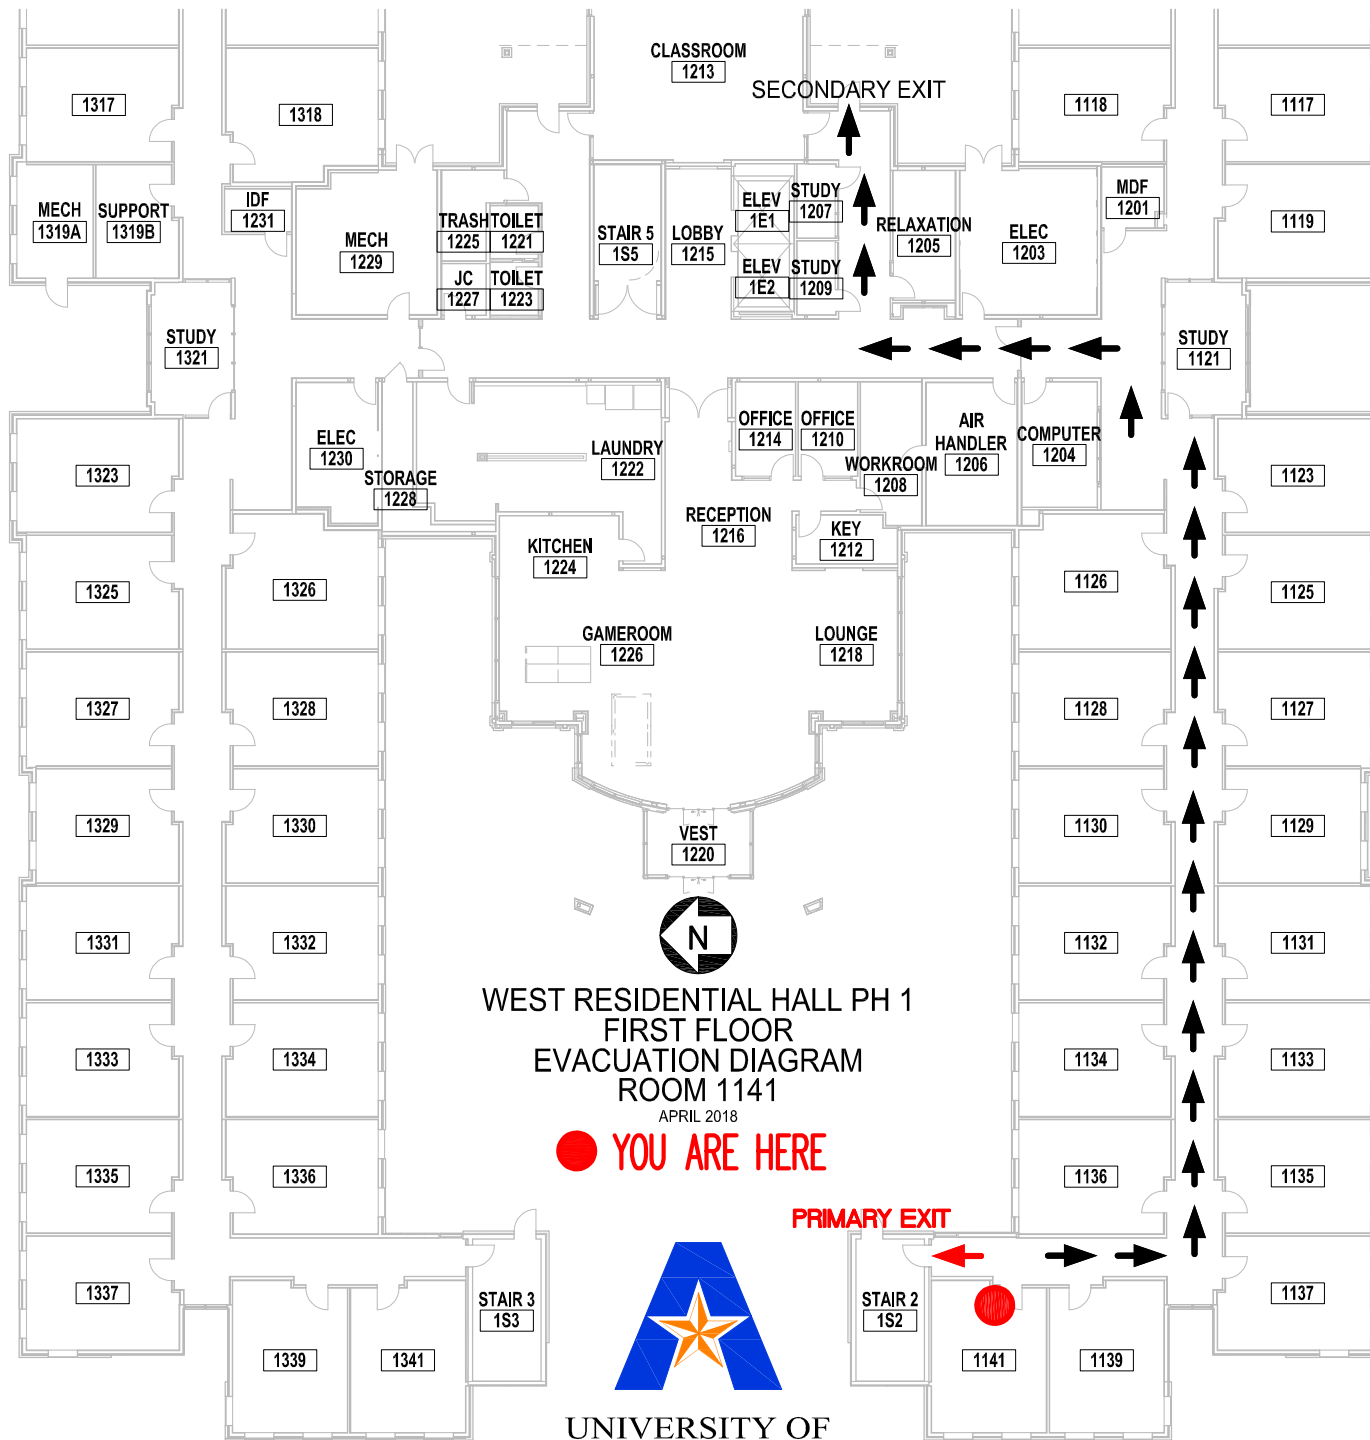 CLASSROOM
1213
SECONDARY EXIT
1317
1318
1118
1117
MECH
1319A
SUPPORT
1319B
IDF
1231
MECH
1229
TRASH
1225
TOILET
1221
JC
1227
TOILET
1223
STAIR 5
1S5
LOBBY
1215
ELEV
1E1
ELEV
1E2
STUDY
1207
STUDY
1209
RELAXATION
1205
ELEC
1203
MDF
1201
1119
STUDY
1321
STUDY
1121
ELEC
1230
STORAGE
1228
LAUNDRY
1222
OFFICE
1214
OFFICE
1210
WORKROOM
1208
AIR
HANDLER
1206
COMPUTER
1204
1323
1123
RECEPTION
1216
KEY
1212
KITCHEN
1224
1325
1326
1126
1125
GAMEROOM
1226
LOUNGE
1218
1327
1328
1128
1127
1329
1330
VEST
1220
1130
1129
1331
1332
N
1132
1131
WEST RESIDENTIAL HALL PH 1
FIRST FLOOR
EVACUATION DIAGRAM
ROOM 1141
APRIL 2018
YOU ARE HERE
1333
1334
1134
1133
1335
1336
1136
1135
PRIMARY EXIT
1337
STAIR 3
1S3
STAIR 2
1S2
1137
1339
1341
1141
1139
UNIVERSITY OF